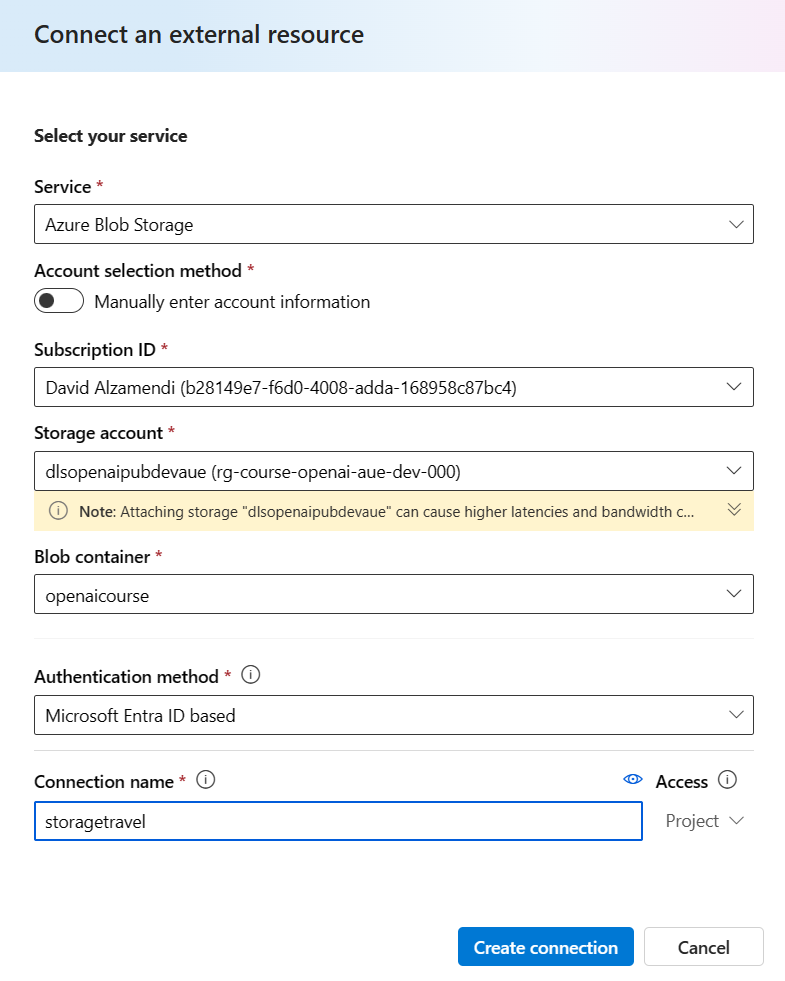 Connect an external resource
Select your service
Service *
Azure Blob Storage
Account selection method *
Manually enter account information
Subscription ID *
David Alzamendi (b28149e7-f6d0-4008-adda-168958c87bc4)
Storage account *
dlsopenaipubdevaue (rg-course-openai-aue-dev-000)
Note: Attaching storage "dlsopenaipubdevaue" can cause higher latencies and bandwidth c...
Blob container *
openaicourse
Authentication method *
Microsoft Entra ID based
Connection name * Access
storagetravel Project
Create connection Cancel